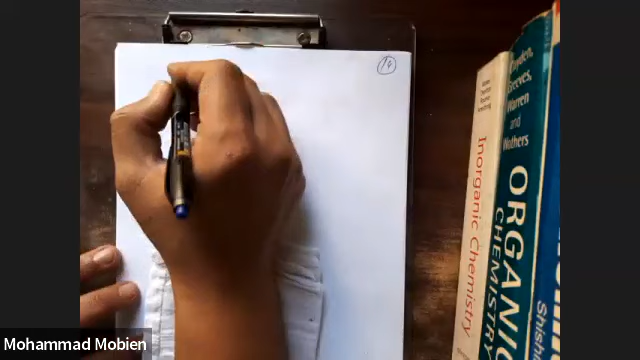 14
Inorganic Chemistry
Clayden,
Greeves,
Warren
and
Wothers
ORGANIC
CHEMISTRY
Mohammad Mobien